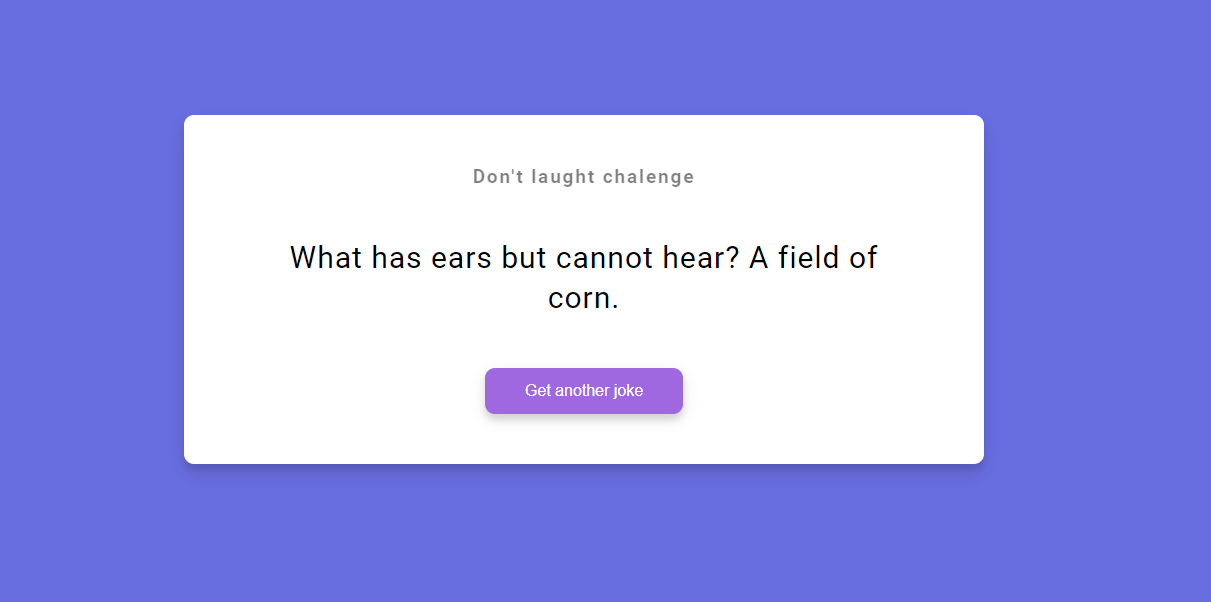 Don't laught chalenge
What has ears but cannot hear? A field of
corn.
Get another joke